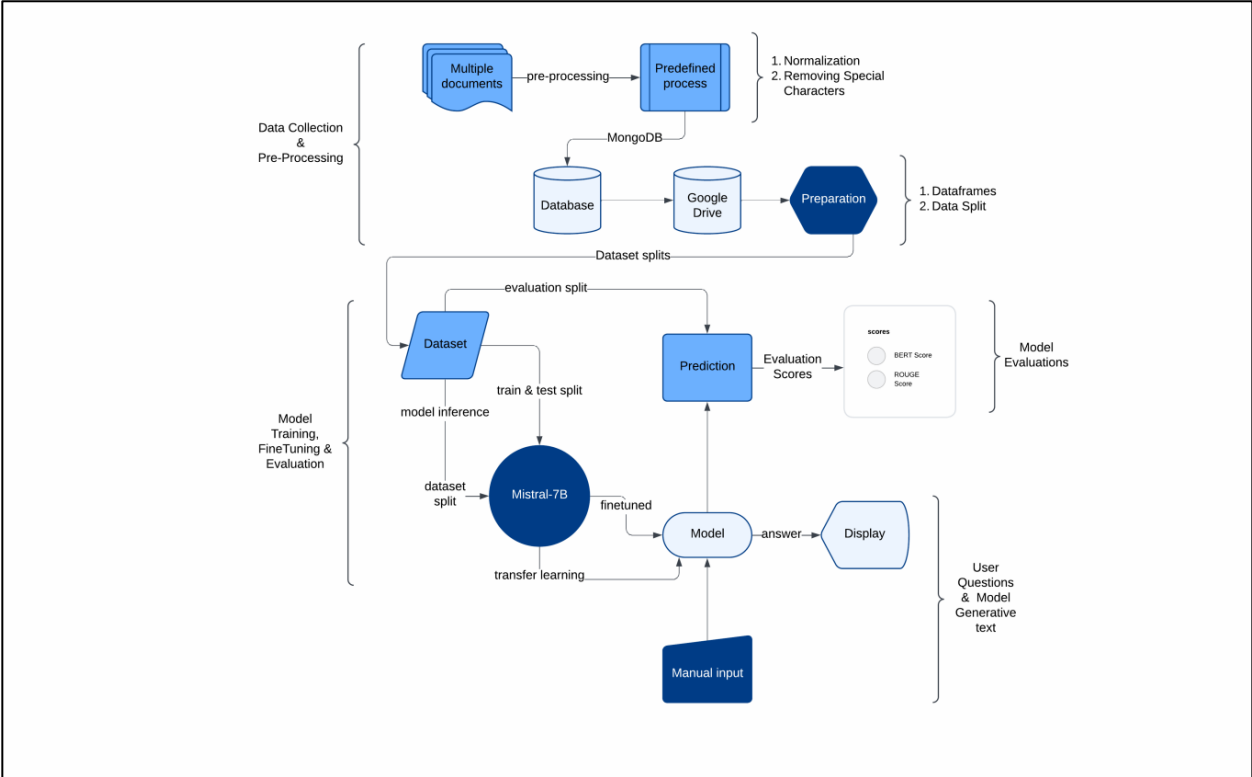 Multiple
documents
pre-processing
Predefined
process
1. Normalization
2. Removing Special
Characters
Data Collection
&
Pre-Processing
MongoDB
Database
Google
Drive
Preparation
1. Dataframes
2. Data Split
Dataset splits
evaluation split
Dataset
Prediction
Evaluation
Scores
scores
BERT Score
ROUGE
Score
Model
Evaluations
train & test split
model inference
Model
Training,
FineTuning &
Evaluation
dataset
split
Mistral-7B
finetuned
Model
answer
Display
transfer learning
User
Questions
& Model
Generative
text
Manual input